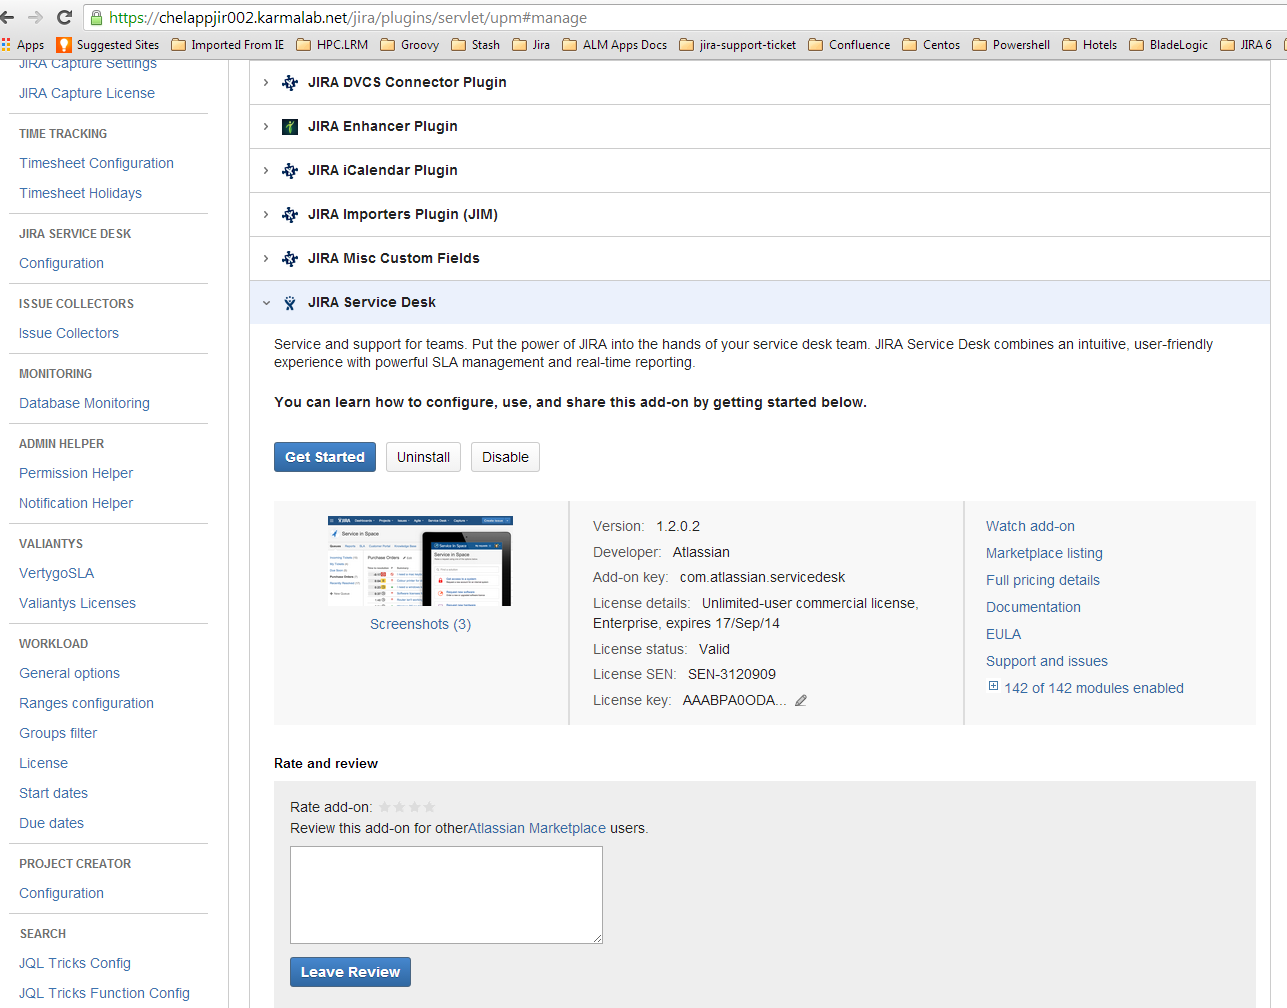 https://chelappjir002.karmalab.net/jira/plugins/servlet/upm#manage
Apps Suggested Sites Imported From IE HPC.LRM Groovy Stash Jira ALM Apps Docs jira-support-ticket Confluence Centos Powershell Hotels BladeLogic JIRA 6
JIRA Capture Settings
JIRA Capture License
TIME TRACKING
Timesheet Configuration
Timesheet Holidays
JIRA SERVICE DESK
Configuration
ISSUE COLLECTORS
Issue Collectors
MONITORING
Database Monitoring
ADMIN HELPER
Permission Helper
Notification Helper
VALIANTYS
VertygoSLA
Valiantys Licenses
WORKLOAD
General options
Ranges configuration
Groups filter
License
Start dates
Due dates
PROJECT CREATOR
Configuration
SEARCH
JQL Tricks Config
JQL Tricks Function Config
JIRA DVCS Connector Plugin
JIRA Enhancer Plugin
JIRA iCalendar Plugin
JIRA Importers Plugin (JIM)
JIRA Misc Custom Fields
JIRA Service Desk
Service and support for teams. Put the power of JIRA into the hands of your service desk team. JIRA Service Desk combines an intuitive, user-friendly
experience with powerful SLA management and real-time reporting.
You can learn how to configure, use, and share this add-on by getting started below.
Get Started Uninstall Disable
Service in Space
Purchase Orders
Service in Space
Screenshots (3)
Version: 1.2.0.2
Developer: Atlassian
Add-on key: com.atlassian.servicedesk
License details: Unlimited-user commercial license,
Enterprise, expires 17/Sep/14
License status: Valid
License SEN: SEN-3120909
License key: AAABPA0ODA...
Watch add-on
Marketplace listing
Full pricing details
Documentation
EULA
Support and issues
142 of 142 modules enabled
Rate and review
Rate add-on:
Review this add-on for otherAtlassian Marketplace users.
Leave Review